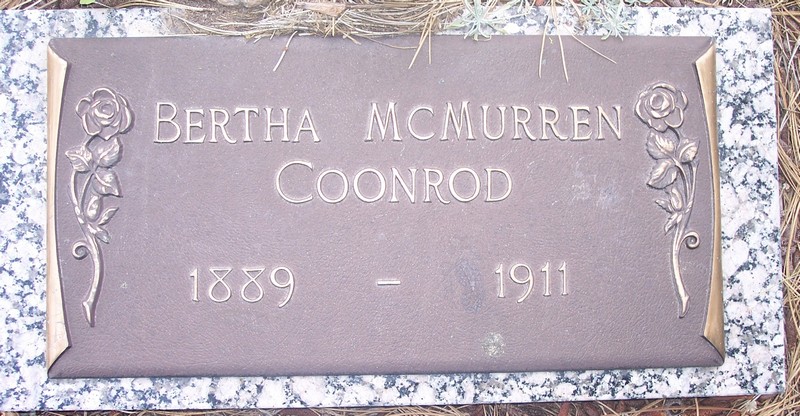 BERTHA MCMURREN
COONROD
1889 – 1911